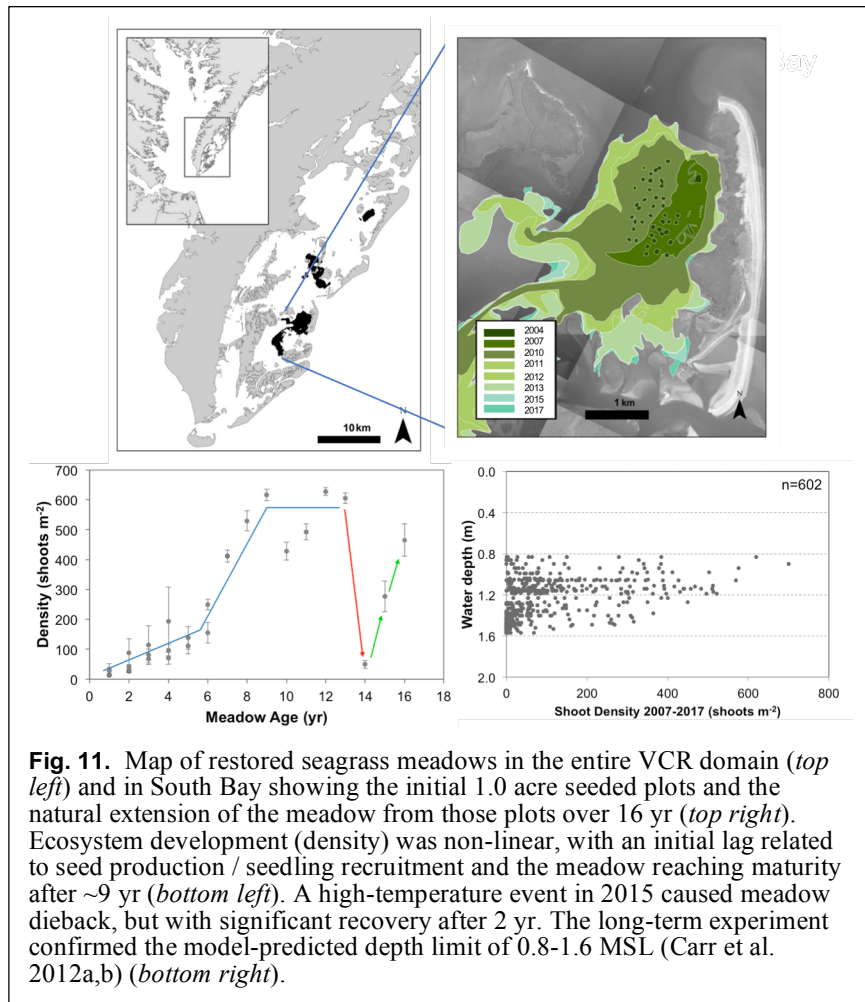 Bay
N
10 km
2004
2007
2010
2011
2012
2013
2015
2017
1 km
N
700
600
500
400
300
200
100
0
Density (shoots m-2)
0 2 4 6 8 10 12 14 16 18
Meadow Age (yr)
0.0
0.4
0.8
1.2
1.6
2.0
Water depth (m)
n=602
0 200 400 600 800
Shoot Density 2007-2017 (shoots m-2)
Fig. 11. Map of restored seagrass meadows in the entire VCR domain (top
left) and in South Bay showing the initial 1.0 acre seeded plots and the
natural extension of the meadow from those plots over 16 yr (top right).
Ecosystem development (density) was non-linear, with an initial lag related
to seed production / seedling recruitment and the meadow reaching maturity
after ~9 yr (bottom left). A high-temperature event in 2015 caused meadow
dieback, but with significant recovery after 2 yr. The long-term experiment
confirmed the model-predicted depth limit of 0.8-1.6 MSL (Carr et al.
2012a,b) (bottom right).